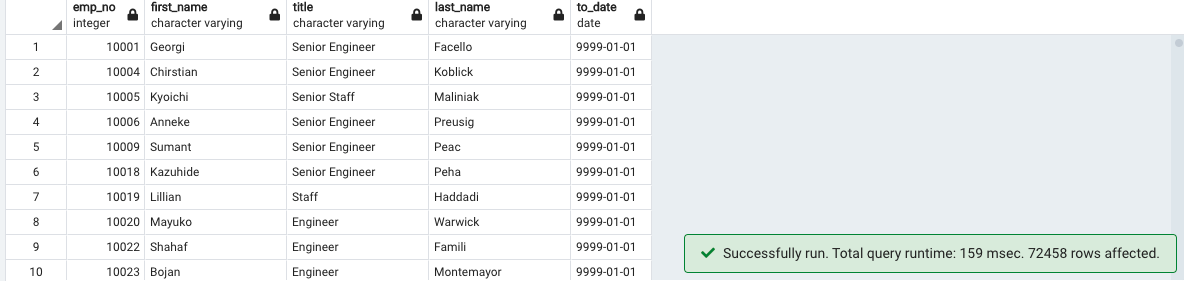 emp_no first_name title last_name to_date
integer character varying character varying character varying date
1 10001 Georgi Senior Engineer Facello 9999-01-01
2 10004 Chirstian Senior Engineer Koblick 9999-01-01
3 10005 Kyoichi Senior Staff Maliniak 9999-01-01
4 10006 Anneke Senior Engineer Preusig 9999-01-01
5 10009 Sumant Senior Engineer Peac 9999-01-01
6 10018 Kazuhide Senior Engineer Peha 9999-01-01
7 10019 Lillian Staff Haddadi 9999-01-01
8 10020 Mayuko Engineer Warwick 9999-01-01
9 10022 Shahaf Engineer Famili 9999-01-01
Successfully run. Total query runtime: 159 msec. 72458 rows affected.
10 10023 Bojan Engineer Montemayor 9999-01-01